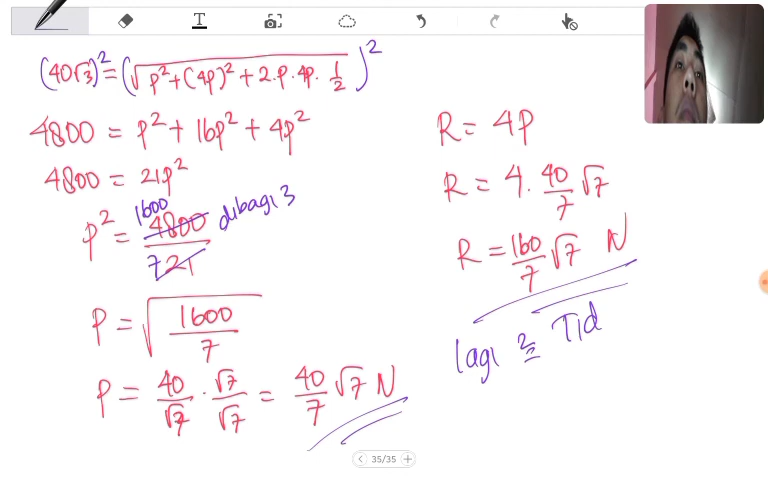 T
(40√3)² = (√p²+(4p)²+2.p.4p.½)²
4800 = p²+16p²+4p²
4800 = 21p²
p² = 4800/21 dibagi 3
1600
7
p = √1600/7
p = 40/√7 . √7/√7 = 40/7 √7 N
R = 4p
R = 4. 40/7 √7
R = 160/7 √7 N
lagi ² Tid
35/35